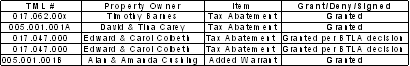 TML # Property Owner Item Grant/Deny/Signed
017.062.00x Timothy Barnes Tax Abatement Granted
005.001.001A David & Tina Carey Tax Abatement Granted
017.047.000 Edward & Carol Colbeth Tax Abatement Granted per BTLA decision
017.047.000 Edward & Carol Colbeth Tax Abatement Granted per BTLA decision
005.001.001B Alan & Amanda Cushing Added Warrant Granted